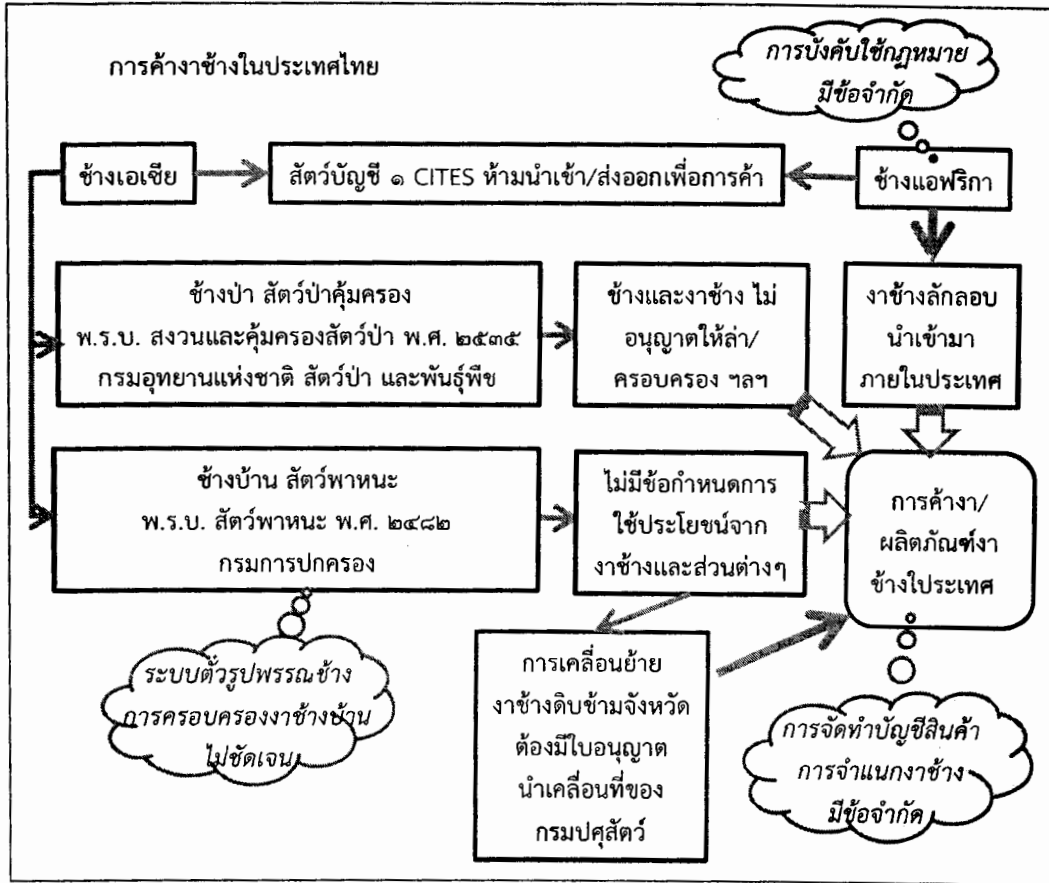 การค้างาช้างในประเทศไทย
การบังคับใช้กฎหมาย
มีข้อจำกัด
ช้างเอเซีย
สัตว์บัญชี ๑ CITES ห้ามนำเข้า/ส่งออกเพื่อการค้า
ช้างแอฟริกา
ช้างป่า สัตว์ป่าคุ้มครอง
พ.ร.บ. สงวนและคุ้มครองสัตว์ป่า พ.ศ. ๒๕๓๕
กรมอุทยานแห่งชาติ สัตว์ป่า และพันธุ์พืช
ช้างและงาช้าง ไม่
อนุญาตให้ล่า/
ครอบครอง ฯลฯ
งาช้างลักลอบ
นำเข้ามา
ภายในประเทศ
ช้างบ้าน สัตว์พาหนะ
พ.ร.บ. สัตว์พาหนะ พ.ศ. ๒๔๘๒
กรมการปกครอง
ไม่มีข้อกำหนดการ
ใช้ประโยชน์จาก
งาช้างและส่วนต่างๆ
การค้างา/
ผลิตภัณฑ์งา
ช้างใประเทศ
ระบบตั๋วรูปพรรณช้าง
การครอบครองงาช้างบ้าน
ไม่ชัดเจน
การเคลื่อนย้าย
งาช้างดิบข้ามจังหวัด
ต้องมีใบอนุญาต
นำเคลื่อนที่ของ
กรมปศุสัตว์
การจัดทำบัญชีสินค้า
การจำแนกงาช้าง
มีข้อจำกัด